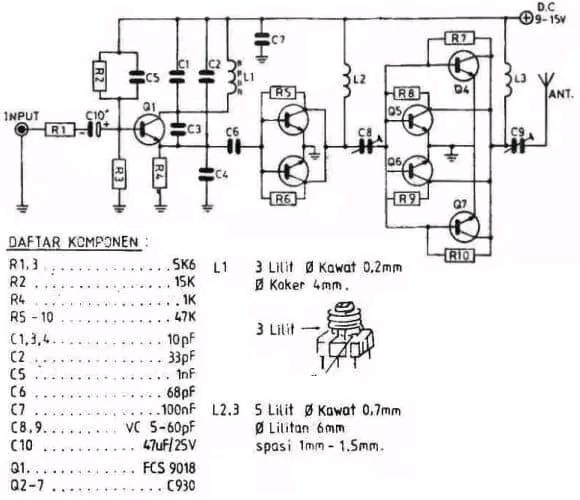 D.C
9-15V
R2
C5
C1
C2
L1
C7
L2
R7
Q4
L3
ANT.
INPUT
R1
C10
+
Q1
C3
R3
R4
C6
C4
R5
R6
C8
R8
Q5
Q6
R9
Q7
R10
C9
DAFTAR KOMPONEN :
R1,3 . . . . . . . . . . . . . . 5K6
R2 . . . . . . . . . . . . . . 15K
R4 . . . . . . . . . . . . . . 1K
R5 - 10 . . . . . . . . . . . . 47K
C1,3,4 . . . . . . . . . . . . 10pF
C2 . . . . . . . . . . . . . . 33pF
C5 . . . . . . . . . . . . . . 1nF
C6 . . . . . . . . . . . . . . 68pF
C7 . . . . . . . . . . . . . . 100nF
C8,9 . . . . . . . . VC 5-60pF
C10 . . . . . . . . . . 47uF/25V
Q1. . . . . . . . . . . FCS 9018
Q2-7 . . . . . . . . . . . . C930
L1 3 Lilit Ø Kawat 0,2mm
Ø Koker 4mm.
3 Lilit
L2.3 5 Lilit Ø Kawat 0,7mm
Ø Lilitan 6mm
spasi 1mm - 1.5mm.